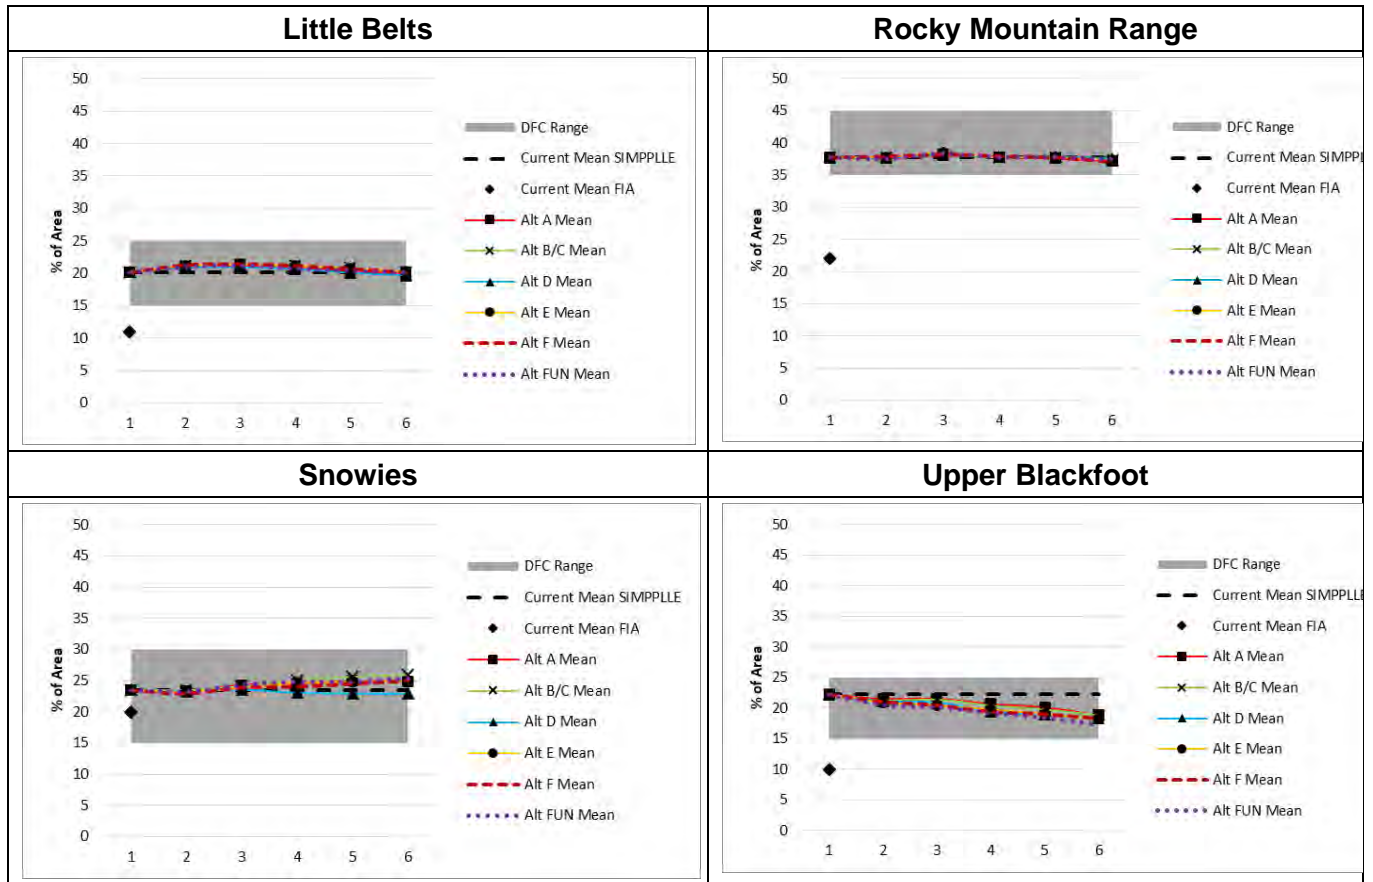 Little Belts
Rocky Mountain Range
50
45
40
35
30
25
20
15
10
5
0
% of Area
1 2 3 4 5 6
DFC Range
Current Mean SIMPPLLE
Current Mean FIA
Alt A Mean
Alt B/C Mean
Alt D Mean
Alt E Mean
Alt F Mean
Alt FUN Mean
50
45
40
35
30
25
20
15
10
5
0
% of Area
1 2 3 4 5 6
DFC Range
Current Mean SIMPPL
Current Mean FIA
Alt A Mean
Alt B/C Mean
Alt D Mean
Alt E Mean
Alt F Mean
Alt FUN Mean
Snowies
Upper Blackfoot
50
45
40
35
30
25
20
15
10
5
0
% of Area
1 2 3 4 5 6
DFC Range
Current Mean SIMPPLLE
Current Mean FIA
Alt A Mean
Alt B/C Mean
Alt D Mean
Alt E Mean
Alt F Mean
Alt FUN Mean
50
45
40
35
30
25
20
15
10
5
0
% of Area
1 2 3 4 5 6
DFC Range
Current Mean SIMPPLLE
Current Mean FIA
Alt A Mean
Alt B/C Mean
Alt D Mean
Alt E Mean
Alt F Mean
Alt FUN Mean